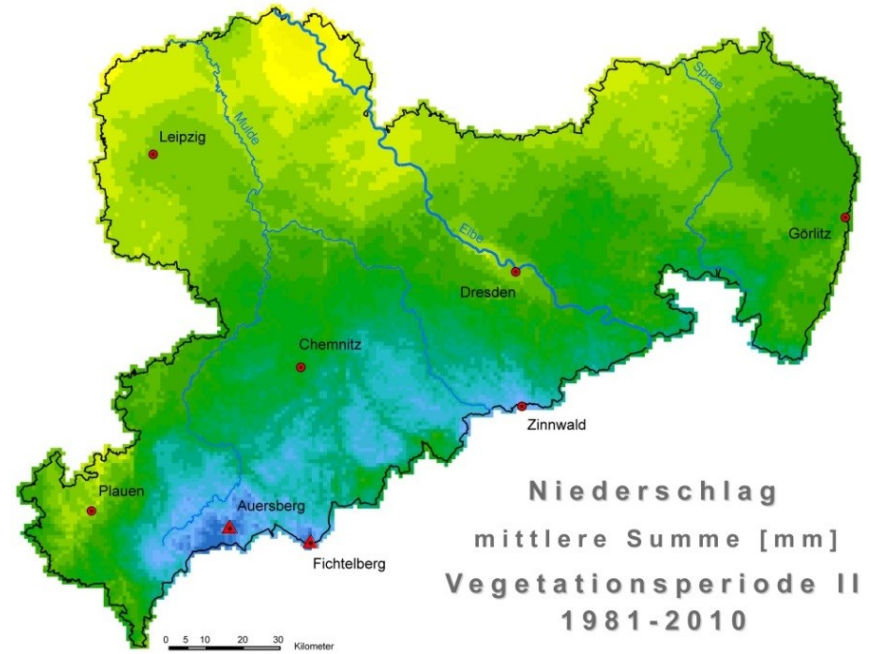 Spree
Mulde
Leipzig
Görlitz
Elbe
Dresden
Chemnitz
Zinnwald
Plauen
Auersberg
Fichtelberg
Niederschlag
mittlere Summe [mm]
Vegetationsperiode II
1981-2010
0 5 10 20 30 Kilometer